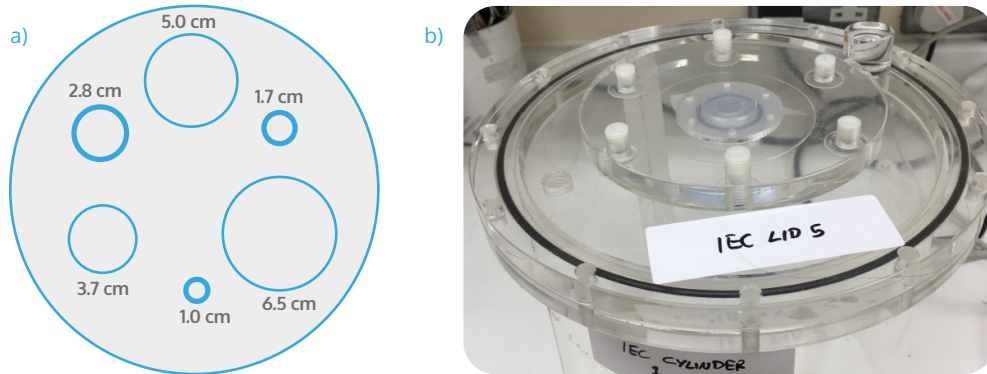 a)
5.0 cm
2.8 cm
1.7 cm
3.7 cm
1.0 cm
6.5 cm
b)
IEC LID 5
IEC CYLINDER
2